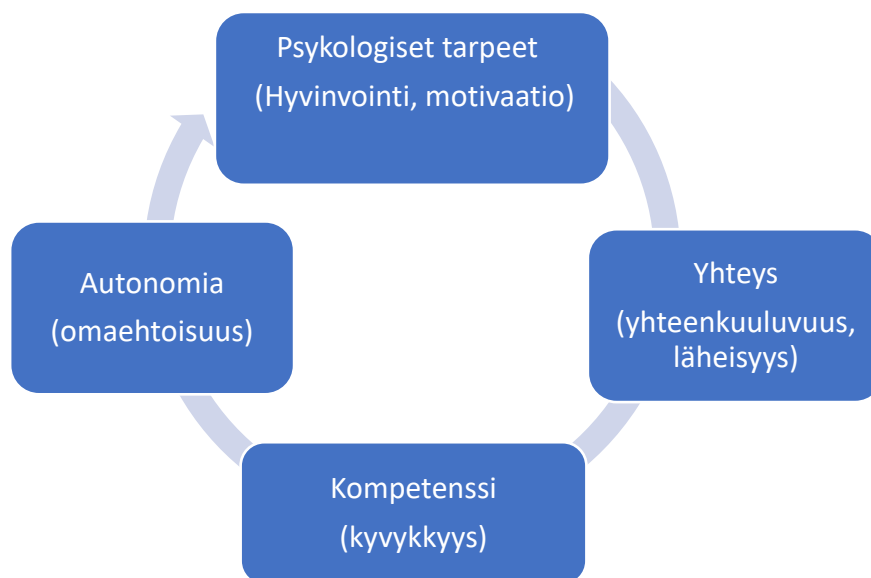 Psykologiset tarpeet
(Hyvinvointi, motivaatio)
Yhteys
(yhteenkuuluvuus,
läheisyys)
Kompetenssi
(kyvykkyys)
Autonomia
(omaehtoisuus)